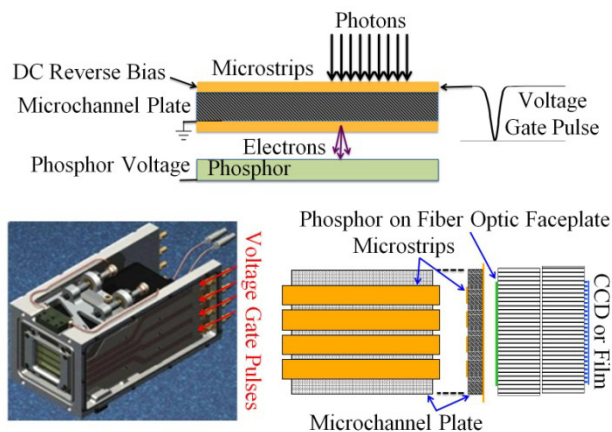 Photons
DC Reverse Bias
Microstrips
Microchannel Plate
Voltage
Gate Pulse
Electrons
Phosphor Voltage
Phosphor
Voltage Gate Pulses
Phosphor on Fiber Optic Faceplate
Microstrips
CCD or Film
Microchannel Plate